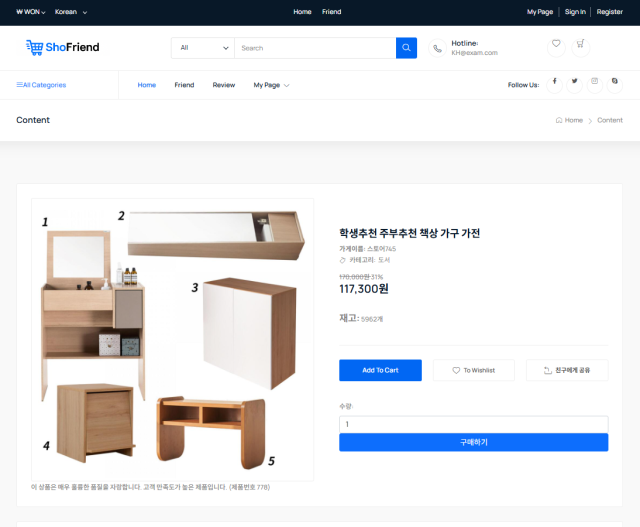 ₩ WON
Korean
Home
Friend
My Page
Sign In
Register
ShoFriend
All
Search
Hotline:
KH@exam.com
All Categories
Home
Friend
Review
My Page
Follow Us:
Content
Home
Content
1
2
3
4
5
학생추천 주부추천 책상 가구 가전
가게이름: 스토어745
카테고리: 도서
170,000원 31%
117,300원
재고: 5962개
Add To Cart
To Wishlist
친구에게 공유
수량:
1
구매하기
이 상품은 매우 훌륭한 품질을 자랑합니다. 고객 만족도가 높은 제품입니다. (제품번호 778)